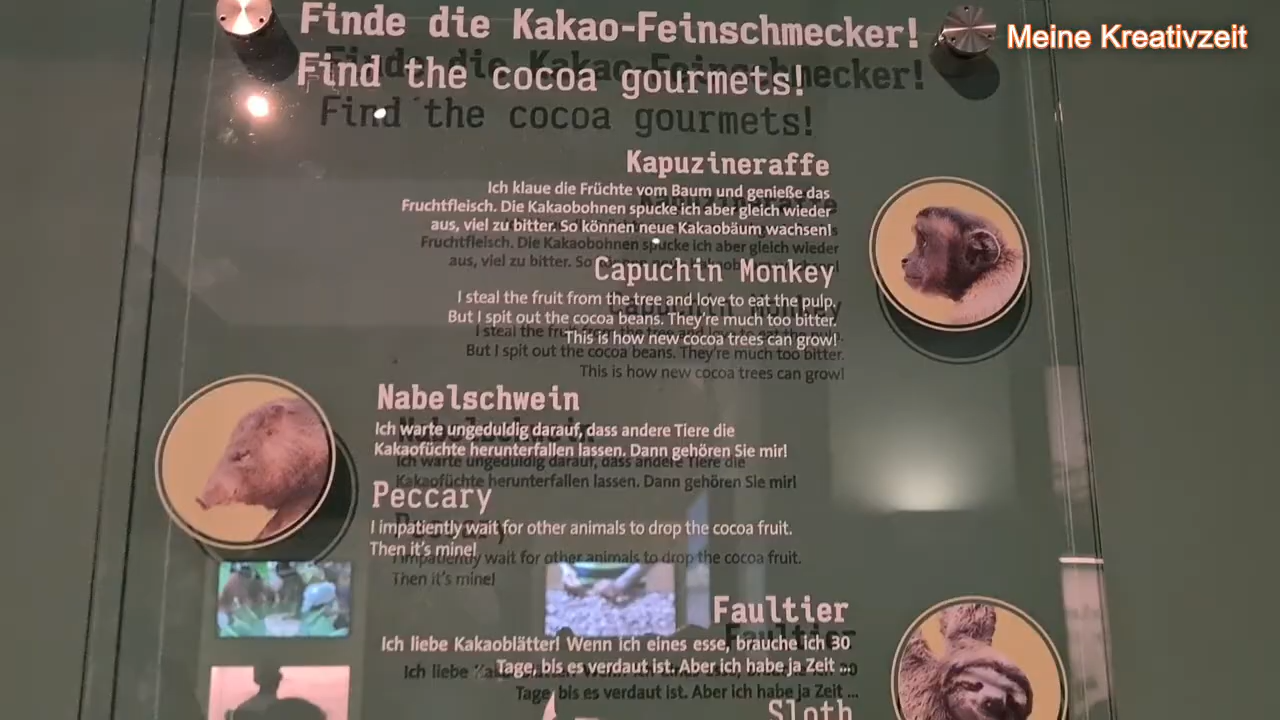 Finde die Kakao-Feinschmecker!
Find the cocoa gourmets!
Meine Kreativzeit
Kapuzineraffe
Ich klaue die Früchte vom Baum und genieße das
Fruchtfleisch. Die Kakaobohnen spucke ich aber gleich wieder
aus, viel zu bitter. So können neue Kakaobäum wachsen!
Capuchin Monkey
I steal the fruit from the tree and love to eat the pulp.
But I spit out the cocoa beans. They're much too bitter.
This is how new cocoa trees can grow!
Nabelschwein
Ich warte ungeduldig darauf, dass andere Tiere die
Kakaofüchte herunterfallen lassen. Dann gehören Sie mir!
Peccary
I impatiently wait for other animals to drop the cocoa fruit.
Then it's mine!
Faultier
Ich liebe Kakaoblätter! Wenn ich eines esse, brauche ich 30
Tage, bis es verdaut ist. Aber ich habe ja Zeit ...
Sloth